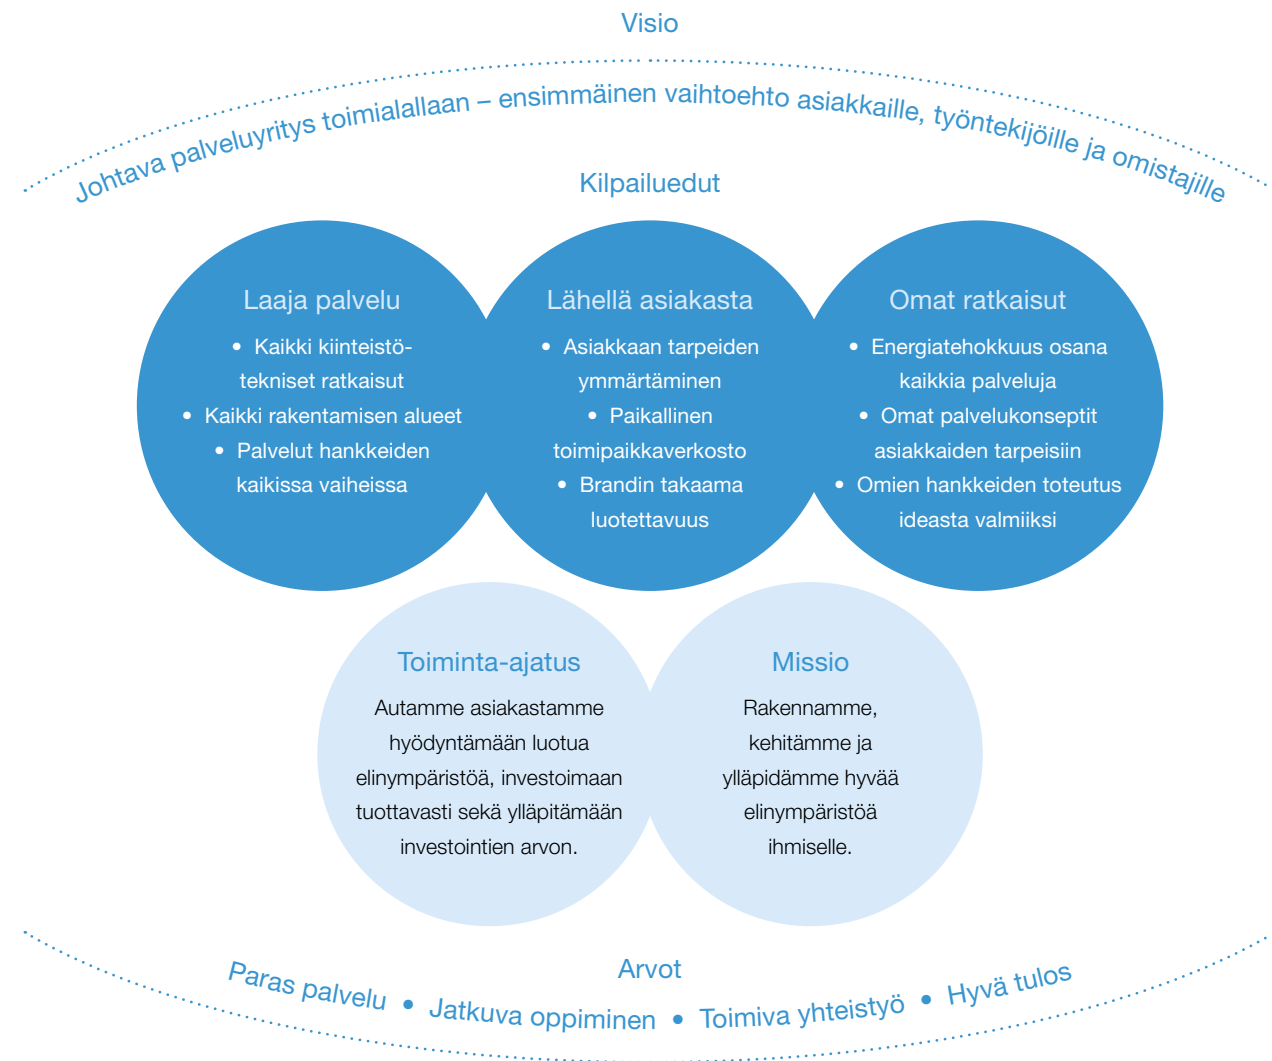 Visio
Johtava palveluyritys toimialallaan – ensimmäinen vaihtoehto asiakkaille, työntekijöille ja omistajille
Kilpailuedut
Laaja palvelu
• Kaikki kiinteistö-
tekniset ratkaisut
• Kaikki rakentamisen alueet
• Palvelut hankkeiden
kaikissa vaiheissa
Lähellä asiakasta
• Asiakkaan tarpeiden
ymmärtäminen
• Paikallinen
toimipaikkaverkosto
• Brandin takaama
luotettavuus
Omat ratkaisut
• Energiatehokkuus osana
kaikkia palveluja
• Omat palvelukonseptit
asiakkaiden tarpeisiin
• Omien hankkeiden toteutus
ideasta valmiiksi
Toiminta-ajatus
Autamme asiakastamme
hyödyntämään luotua
elinympäristöä, investoimaan
tuottavasti sekä ylläpitämään
investointien arvon.
Missio
Rakennamme,
kehitämme ja
ylläpidämme hyvää
elinympäristöä
ihmiselle.
Arvot
Paras palvelu • Jatkuva oppiminen • Toimiva yhteistyö • Hyvä tulos